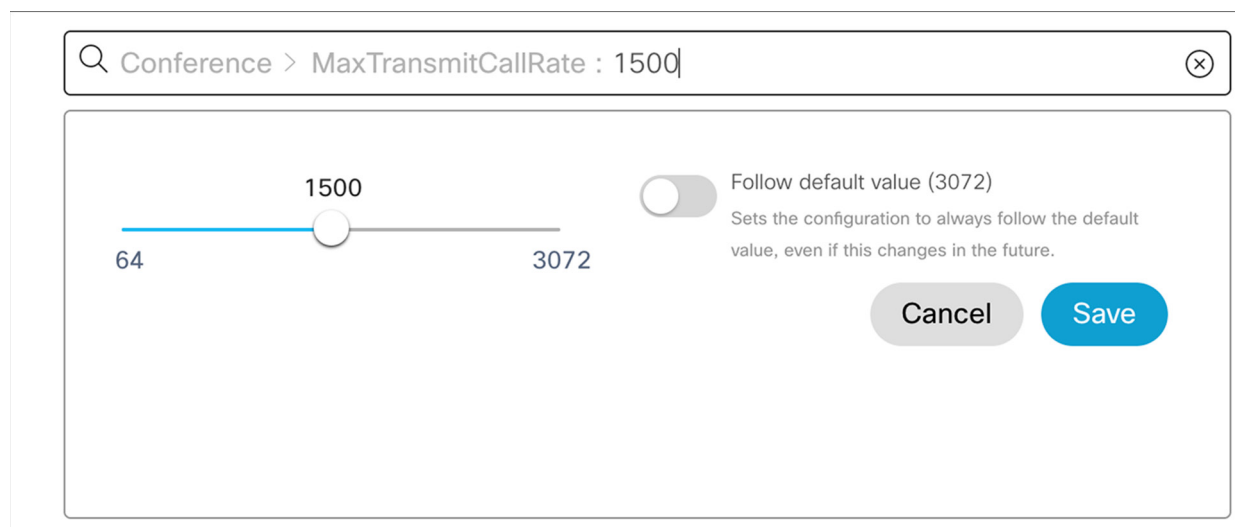 Conference > MaxTransmitCallRate : 1500
1500
64
3072
Follow default value (3072)
Sets the configuration to always follow the default
value, even if this changes in the future.
Cancel
Save